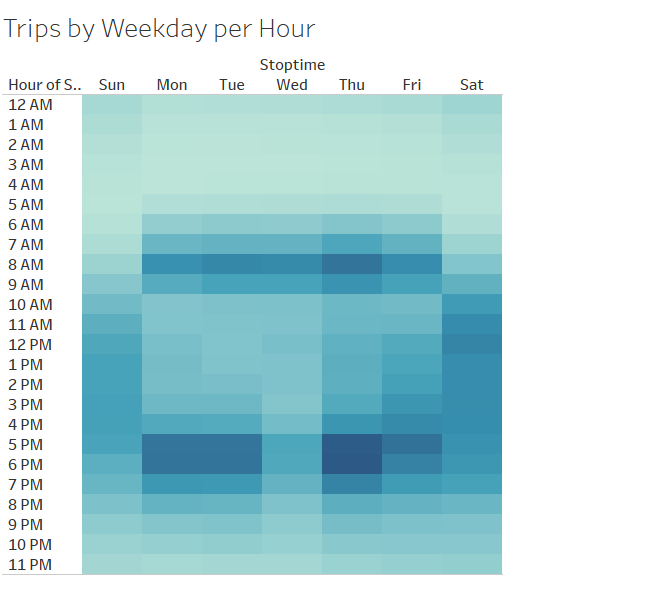 Trips by Weekday per Hour
Stoptime
Hour of S.. Sun Mon Tue Wed Thu Fri Sat
12 AM
1 AM
2 AM
3 AM
4 AM
5 AM
6 AM
7 AM
8 AM
9 AM
10 AM
11 AM
12 PM
1 PM
2 PM
3 PM
4 PM
5 PM
6 PM
7 PM
8 PM
9 PM
10 PM
11 PM